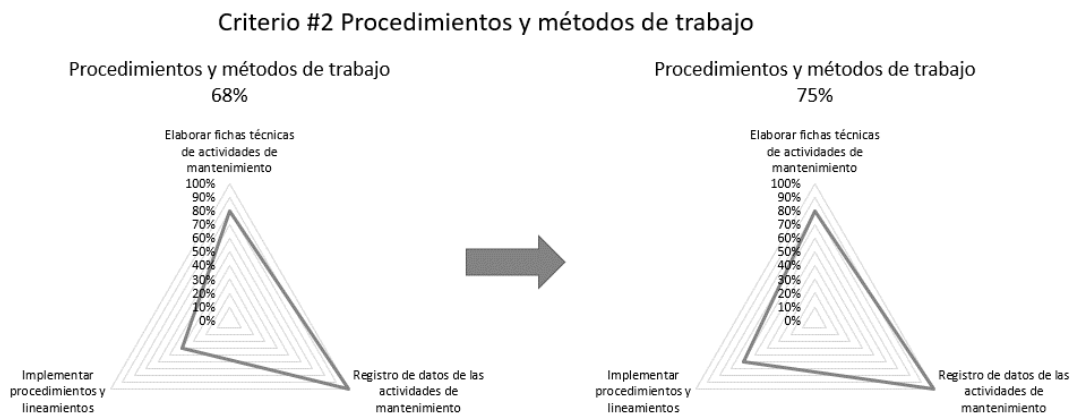 Criterio #2 Procedimientos y métodos de trabajo
Procedimientos y métodos de trabajo
68%
Elaborar fichas técnicas
de actividades de
mantenimiento
100%
90%
80%
70%
60%
50%
40%
30%
20%
10%
0%
Implementar
procedimientos y
lineamientos
Registro de datos de las
actividades de
mantenimiento
Procedimientos y métodos de trabajo
75%
Elaborar fichas técnicas
de actividades de
mantenimiento
100%
90%
80%
70%
60%
50%
40%
30%
20%
10%
0%
Implementar
procedimientos y
lineamientos
Registro de datos de las
actividades de
mantenimiento